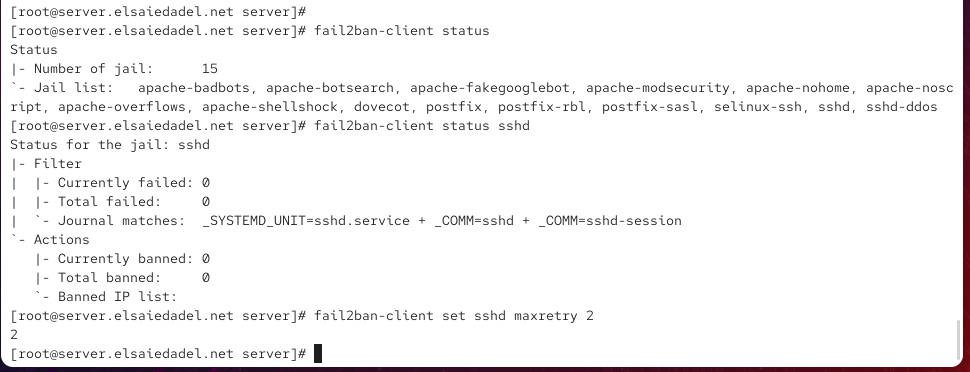 [root@server.elsaiedadel.net server]#
[root@server.elsaiedadel.net server]# fail2ban-client status
Status
|- Number of jail:      15
`- Jail list:   apache-badbots, apache-botsearch, apache-fakegooglebot, apache-modsecurity, apache-nohome, apache-nosc
ript, apache-overflows, apache-shellshock, dovecot, postfix, postfix-rbl, postfix-sasl, selinux-ssh, sshd, sshd-ddos
[root@server.elsaiedadel.net server]# fail2ban-client status sshd
Status for the jail: sshd
|- Filter
|  |- Currently failed: 0
|  |- Total failed:     0
|  `- Journal matches:  _SYSTEMD_UNIT=sshd.service + _COMM=sshd + _COMM=sshd-session
`- Actions
   |- Currently banned: 0
   |- Total banned:     0
   `- Banned IP list:
[root@server.elsaiedadel.net server]# fail2ban-client set sshd maxretry 2
2
[root@server.elsaiedadel.net server]#